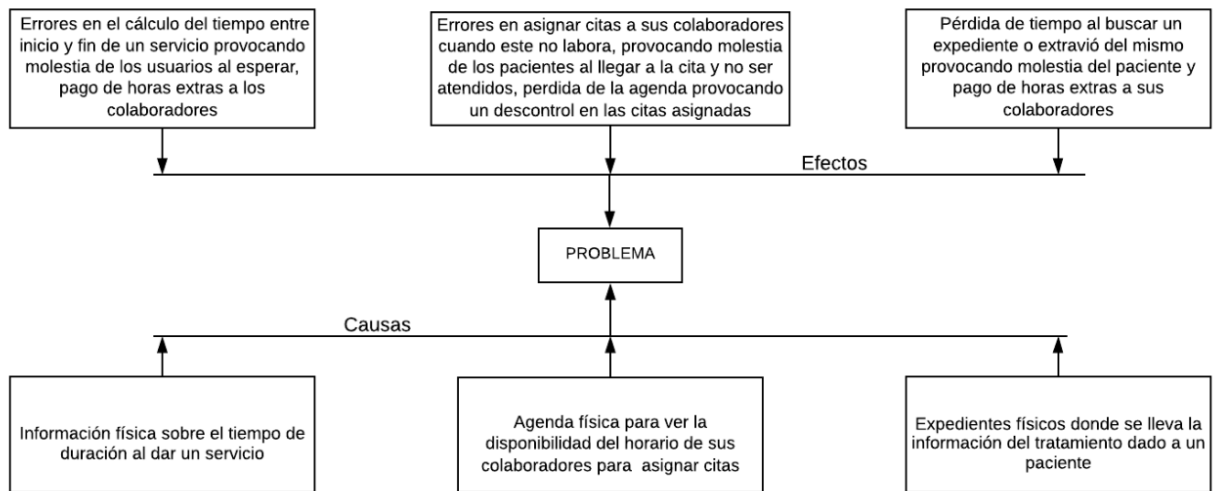 Errores en el cálculo del tiempo entre
inicio y fin de un servicio provocando
molestia de los usuarios al esperar,
pago de horas extras a los
colaboradores
Errores en asignar citas a sus colaboradores
cuando este no labora, provocando molestia
de los pacientes al llegar a la cita y no ser
atendidos, perdida de la agenda provocando
un descontrol en las citas asignadas
Pérdida de tiempo al buscar un
expediente o extravió del mismo
provocando molestia del paciente y
pago de horas extras a sus
colaboradores
Efectos
PROBLEMA
Causas
Información física sobre el tiempo de
duración al dar un servicio
Agenda física para ver la
disponibilidad del horario de sus
colaboradores para asignar citas
Expedientes físicos donde se lleva la
información del tratamiento dado a un
paciente